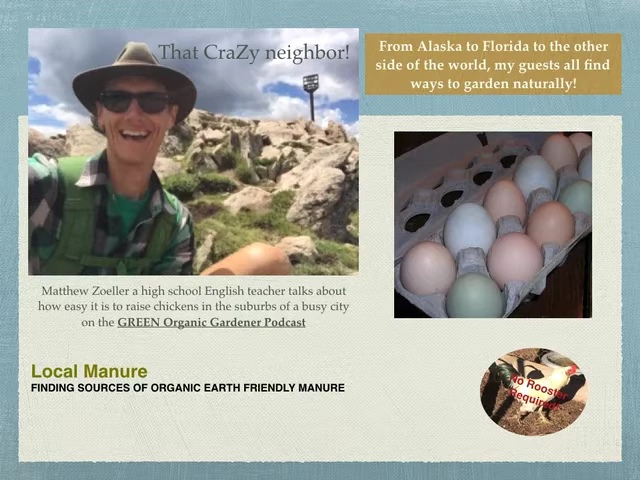 That CraZy neighbor!
From Alaska to Florida to the other
side of the world, my guests all find
ways to garden naturally!
Matthew Zoeller a high school English teacher talks about
how easy it is to raise chickens in the suburbs of a busy city
on the GREEN Organic Gardener Podcast
Local Manure
FINDING SOURCES OF ORGANIC EARTH FRIENDLY MANURE
No Rooster
Required!